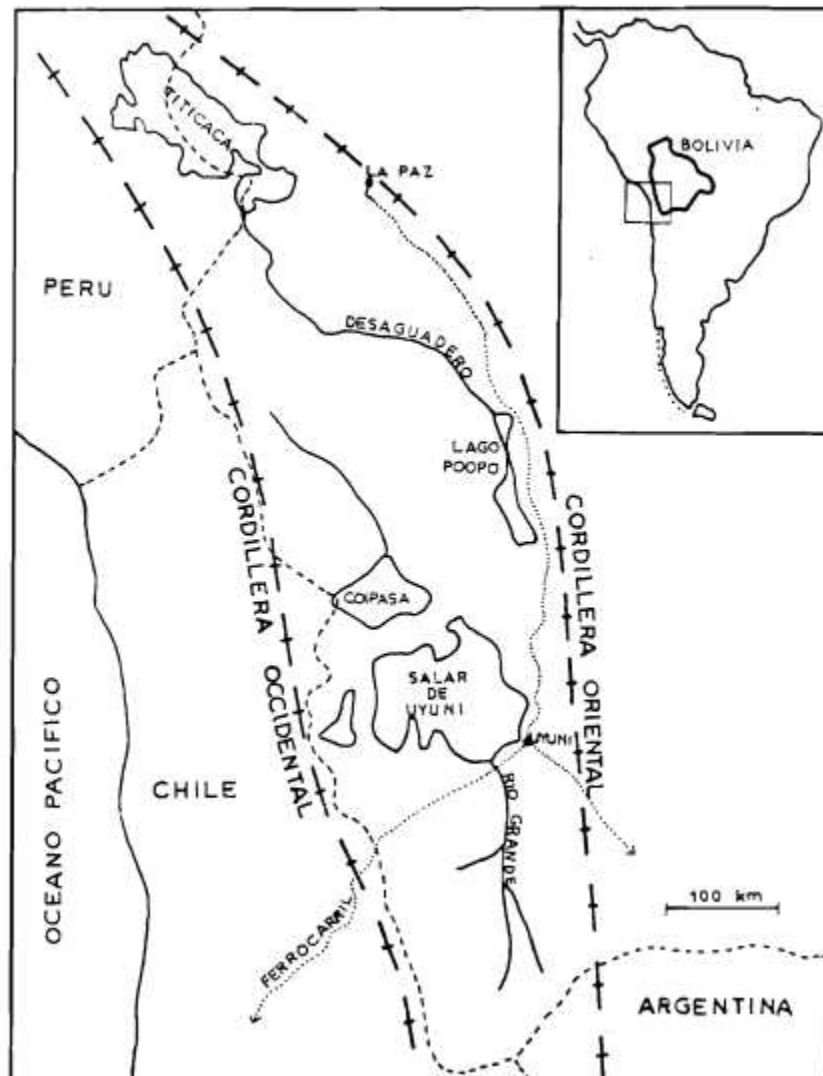 TITICACA
LA PAZ
BOLIVIA
PERU
DESAGUADERO
LAGO
POOPO
CORDILLERA OCCIDENTAL
CORDILLERA ORIENTAL
COIPASA
SALAR
DE
UYUNI
UYUNI
OCEANO PACIFICO
CHILE
RIO GRANDE
FERROCARRIL
100 km
ARGENTINA